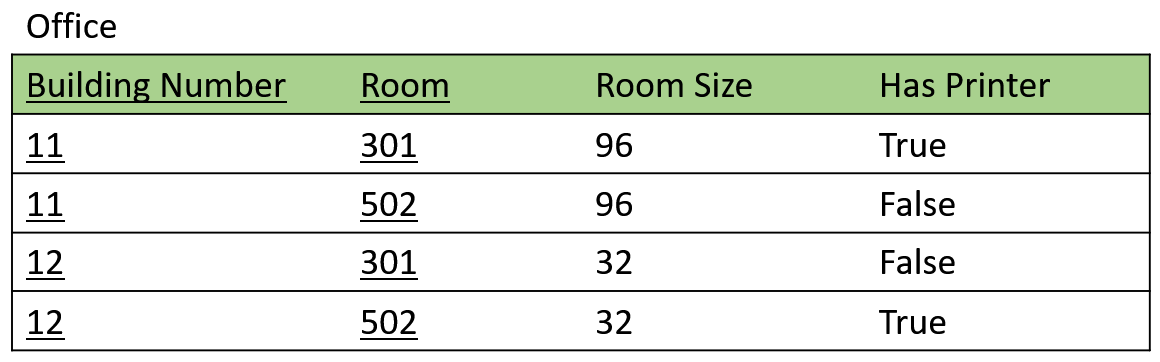 Office
Building Number Room Room Size Has Printer
11 301 96 True
11 502 96 False
12 301 32 False
12 502 32 True